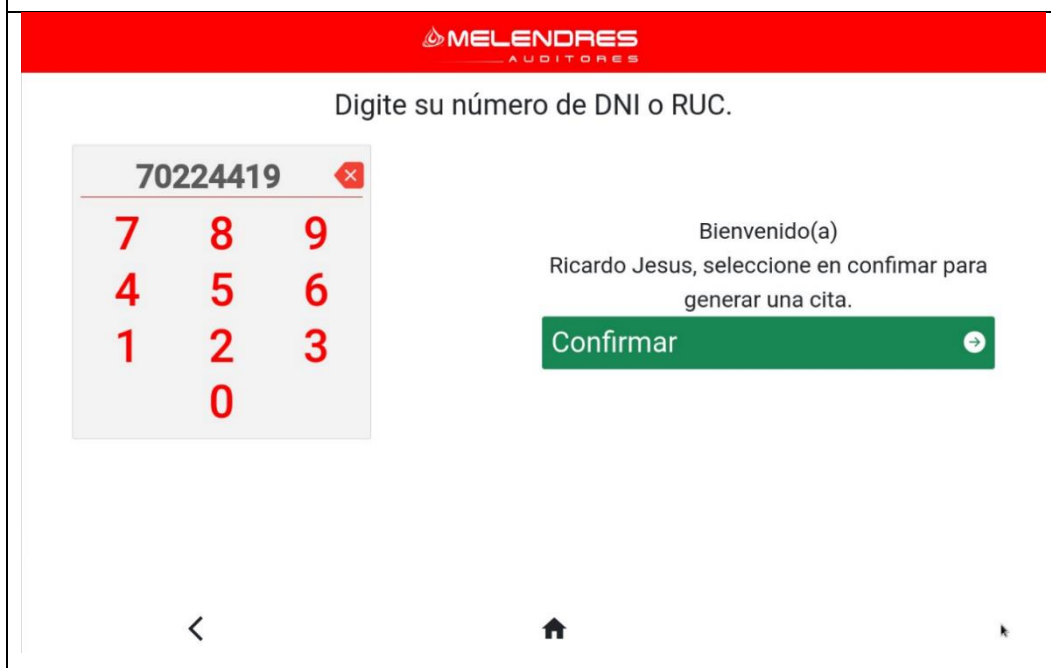 MELENDRES
AUDITORES
Digite su número de DNI o RUC.
70224419
7 8 9
4 5 6
1 2 3
0
Bienvenido(a)
Ricardo Jesus, seleccione en confimar para
generar una cita.
Confirmar